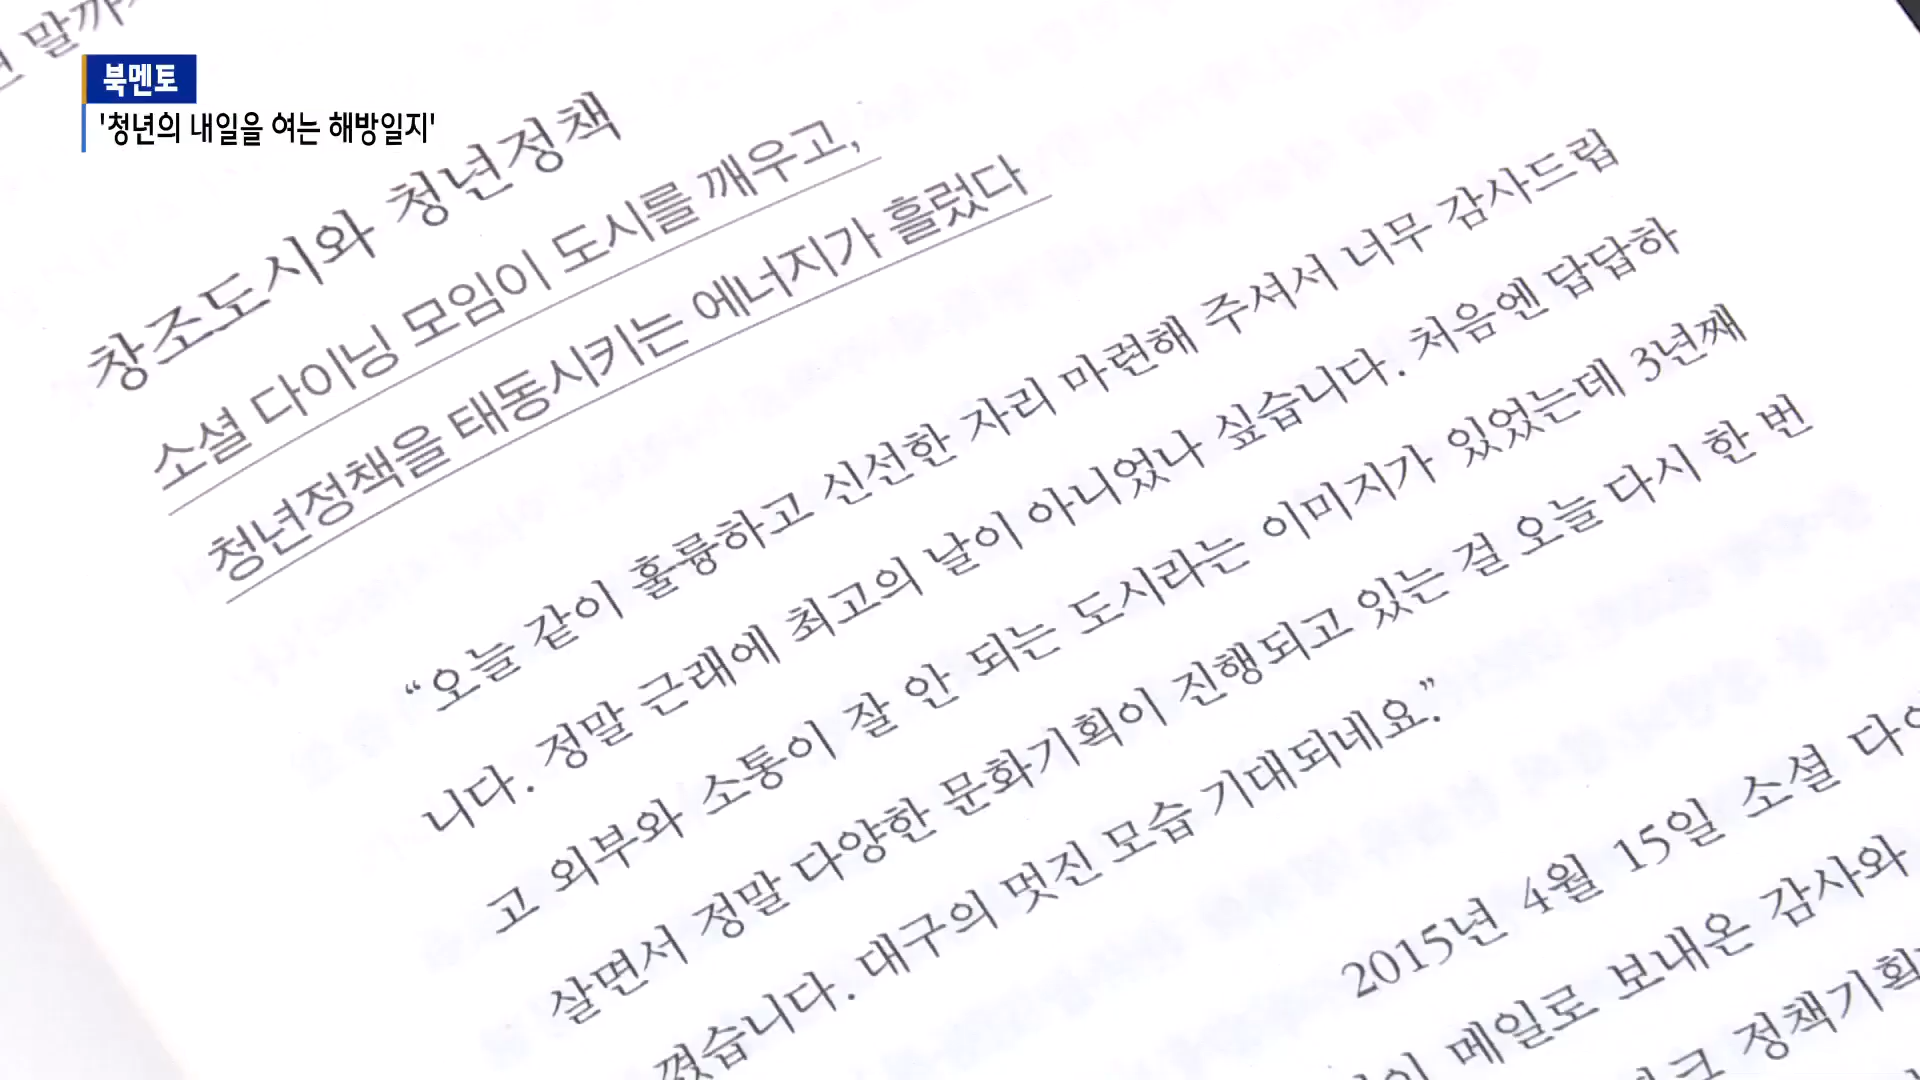 북멘토
'청년의 내일을 여는 해방일지'
창조도시와 청년정책
소셜 다이닝 모임이 도시를 깨우고,
청년정책을 태동시키는 에너지가 흘렀다
“오늘 같이 훌륭하고 신선한 자리 마련해 주셔서 너무 감사드립
니다. 정말 근래에 최고의 날이 아니었나 싶습니다. 처음엔 답답하
고 외부와 소통이 잘 안 되는 도시라는 이미지가 있었는데 3년째
살면서 정말 다양한 문화기획이 진행되고 있는 걸 오늘 다시 한 번
꼈습니다. 대구의 멋진 모습 기대되네요.”
2015년 4월 15일 소셜
메일로 보내온 감사와
정책기획